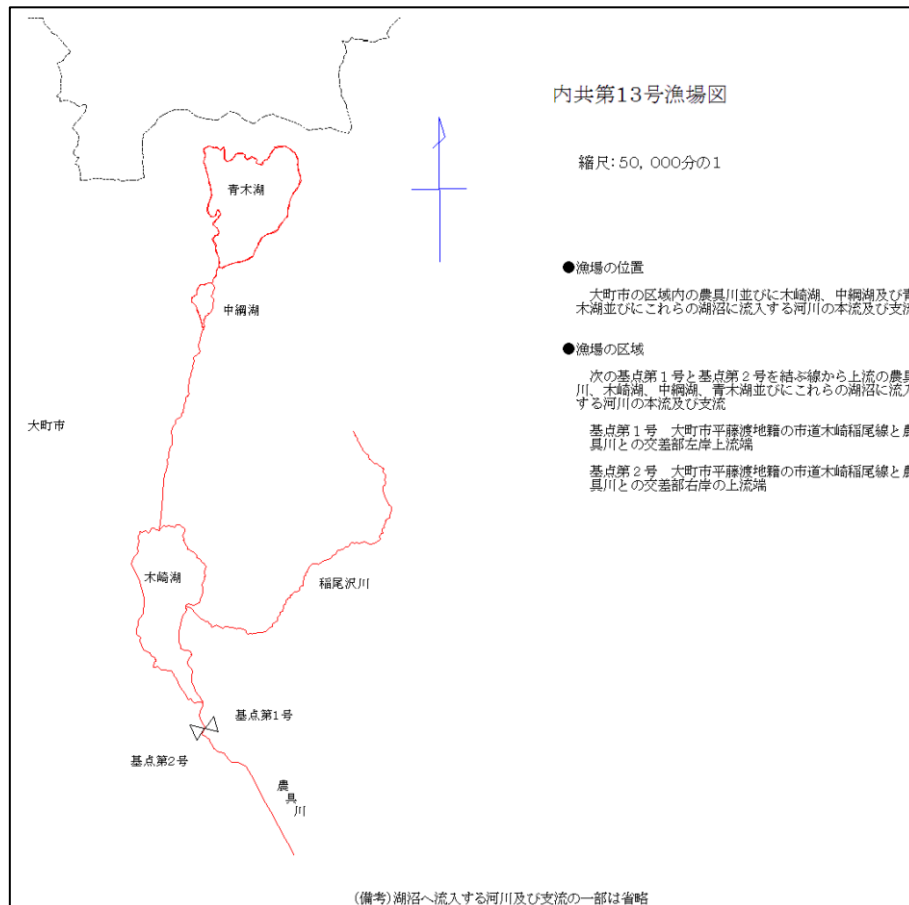 内共第13号漁場図
縮尺:50,000分の1
●漁場の位置
大町市の区域内の農具川並びに木崎湖、中綱湖及び青
木湖並びにこれらの湖沼に流入する河川の本流及び支流
●漁場の区域
次の基点第1号と基点第2号を結ぶ線から上流の農具
川、木崎湖、中綱湖、青木湖並びにこれらの湖沼に流入
する河川の本流及び支流
基点第1号 大町市平藤渡地籍の市道木崎稲尾線と農
具川との交差部左岸上流端
基点第2号 大町市平藤渡地籍の市道木崎稲尾線と農
具川との交差部右岸の上流端
青木湖
中綱湖
大町市
木崎湖
稲尾沢川
基点第1号
基点第2号
農具川
(備考)湖沼へ流入する河川及び支流の一部は省略